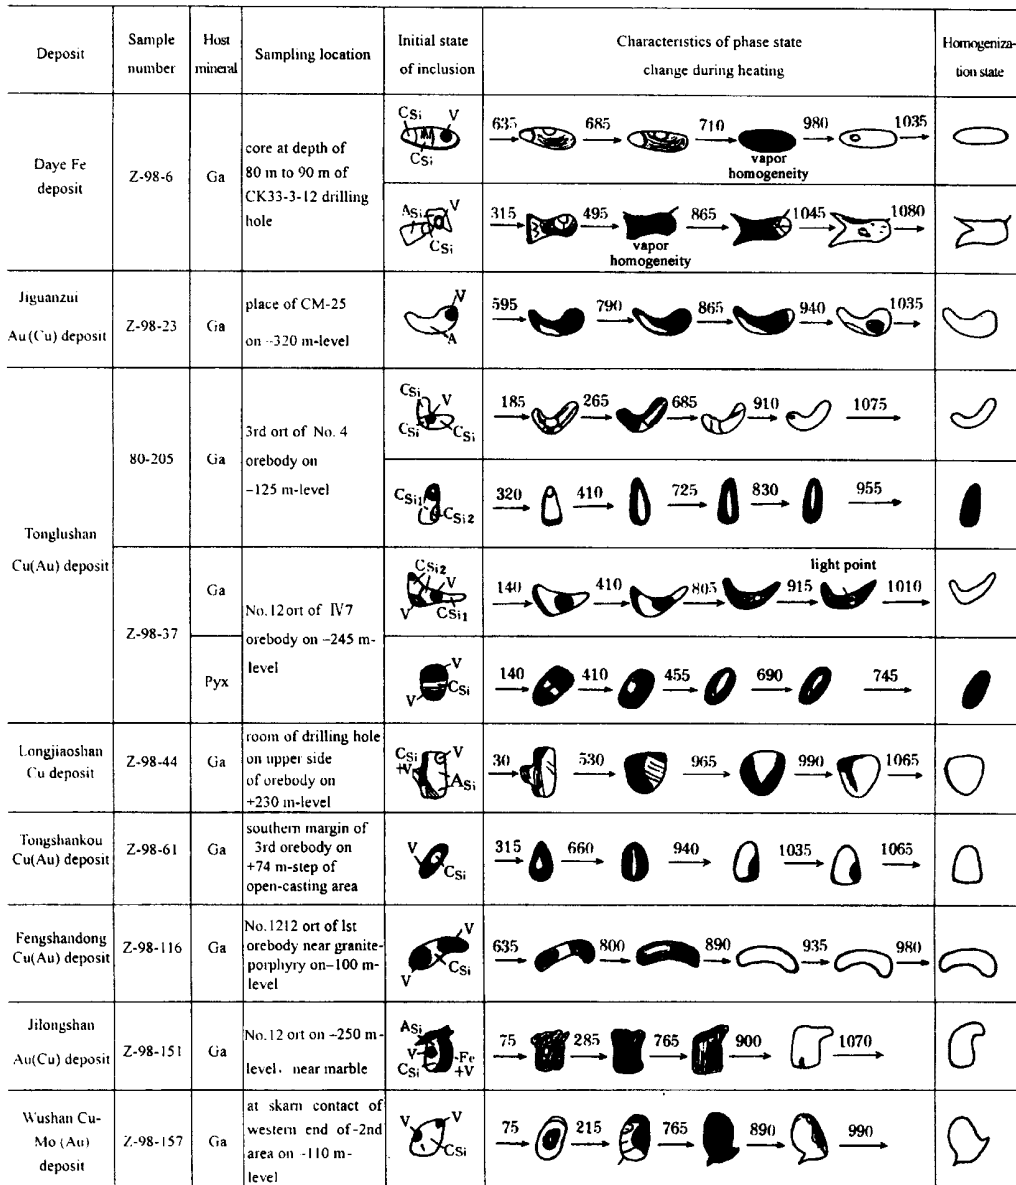 Deposit
Sample
number
Host
mineral
Sampling location
Initial state
of inclusion
Characteristics of phase state
change during heating
Homogeniza-
tion state
Daye Fe
deposit
Z-98-6
Ga
core at depth of
80 m to 90 m of
CK33-3-12 drilling
hole
CSi V
CSi
635 685 710 980 1035
vapor
homogeneity
ASi V
CSi
315 495 865 1045 1080
vapor
homogeneity
Jiguanzui
Au(Cu) deposit
Z-98-23
Ga
place of CM-25
on -320 m-level
V
A
595 790 865 940 1035
Tonglushan
Cu(Au) deposit
80-205
Ga
3rd ort of No. 4
orebody on
-125 m-level
CSi
V
CSi CSi
185 265 685 910 1075
CSi1
CSi2
320 410 725 830 955
Z-98-37
Ga
No.12 ort of Ⅳ7
orebody on -245 m-
level
CSi2
V
V CSi1
light point
140 410 805 915 1010
Pyx
V
CSi
V
140 410 455 690 745
Longjiaoshan
Cu deposit
Z-98-44
Ga
room of drilling hole
on upper side
of orebody on
+230 m-level
CSi V
+V
ASi
30 530 965 990 1065
Tongshankou
Cu(Au) deposit
Z-98-61
Ga
southern margin of
3rd orebody on
+74 m-step of
open-casting area
V
CSi
315 660 940 1035 1065
Fengshandong
Cu(Au) deposit
Z-98-116
Ga
No.1212 ort of 1st
orebody near granite-
porphyry on-100 m-
level
V
CSi
V
635 800 890 935 980
Jilongshan
Au(Cu) deposit
Z-98-151
Ga
No.12 ort on -250 m-
level, near marble
ASi
V Fe
CSi +V
75 285 765 900 1070
Wushan Cu-
Mo (Au)
deposit
Z-98-157
Ga
at skarn contact of
western end of -2nd
area on -110 m-
level
V V
CSi
75 215 765 890 990